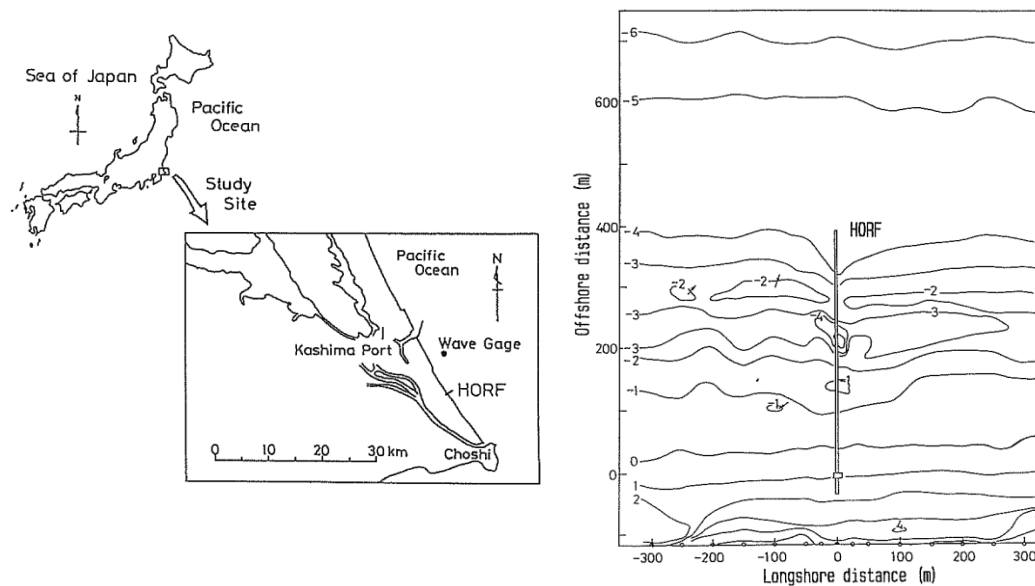 Sea of Japan
N
Pacific
Ocean
Study
Site
Pacific
Ocean
N
Kashima Port
Wave Gage
HORF
0 10 20 30 km
Choshi
Offshore distance (m)
600
400
200
0
-6
-5
-4
-3
-2
-2
-2
-3
-3
-4
-3
-2
-1
-1
-1
0
1
2
4
HORF
-300 -200 -100 0 100 200 300
Longshore distance (m)